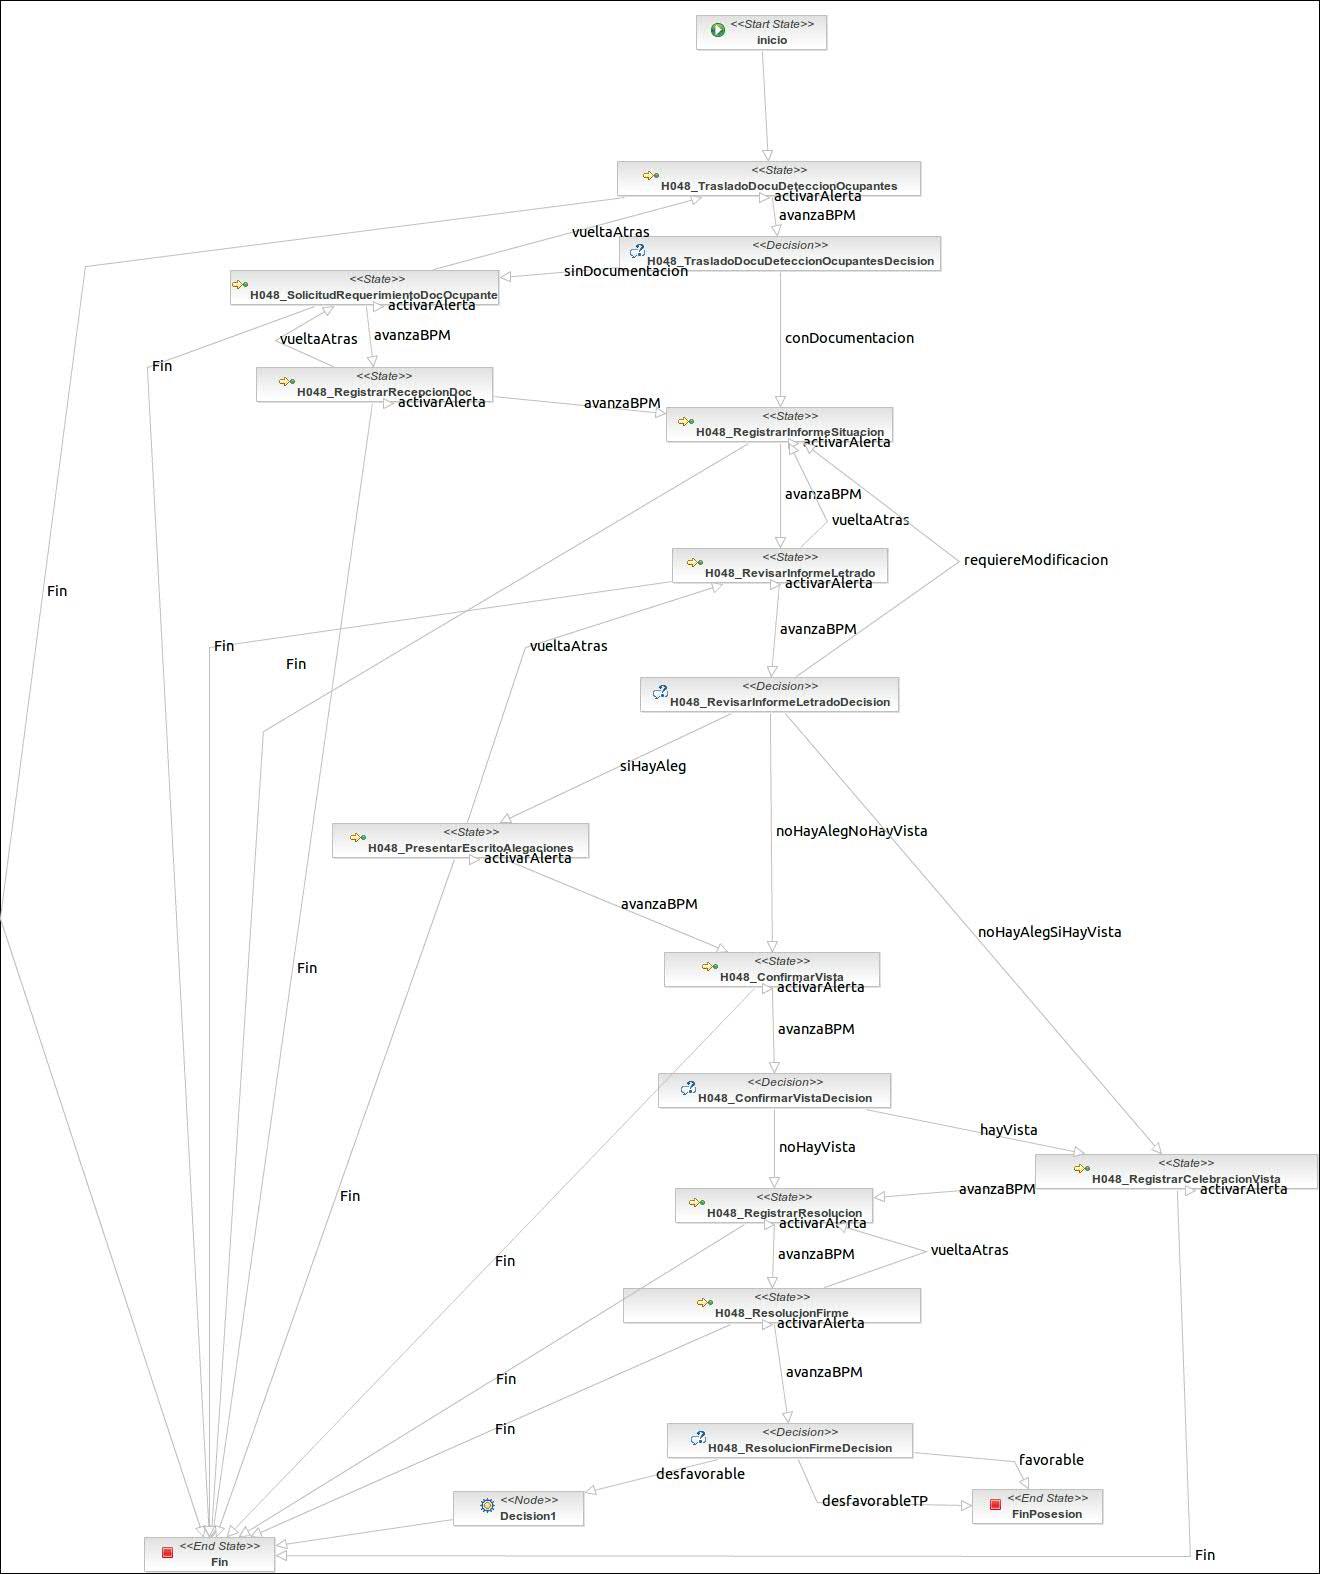 <<Start State>>
inicio
<<State>>
H048_TrasladoDocuDeteccionOcupantes
activarAlerta
avanzaBPM
vueltaAtras
<<Decision>>
H048_TrasladoDocuDeteccionOcupantesDecision
sinDocumentacion
<<State>>
H048_SolicitudRequerimientoDocOcupante
activarAlerta
avanzaBPM
vueltaAtras
conDocumentacion
Fin
<<State>>
H048_RegistrarRecepcionDoc
activarAlerta
avanzaBPM
<<State>>
H048_RegistrarInformeSituacion
activarAlerta
avanzaBPM
vueltaAtras
requiereModificacion
<<State>>
H048_RevisarInformeLetrado
activarAlerta
Fin
avanzaBPM
Fin
vueltaAtras
Fin
<<Decision>>
H048_RevisarInformeLetradoDecision
siHayAleg
noHayAlegNoHayVista
<<State>>
H048_PresentarEscritoAlegaciones
activarAlerta
avanzaBPM
noHayAlegSiHayVista
Fin
<<State>>
H048_ConfirmarVista
activarAlerta
avanzaBPM
<<Decision>>
H048_ConfirmarVistaDecision
hayVista
noHayVista
<<State>>
H048_RegistrarCelebracionVista
activarAlerta
avanzaBPM
Fin
<<State>>
H048_RegistrarResolucion
activarAlerta
avanzaBPM
vueltaAtras
Fin
<<State>>
H048_ResolucionFirme
activarAlerta
avanzaBPM
Fin
Fin
<<Decision>>
H048_ResolucionFirmeDecision
favorable
desfavorable
desfavorableTP
<<Node>>
Decision1
<<End State>>
FinPosesion
<<End State>>
Fin
Fin